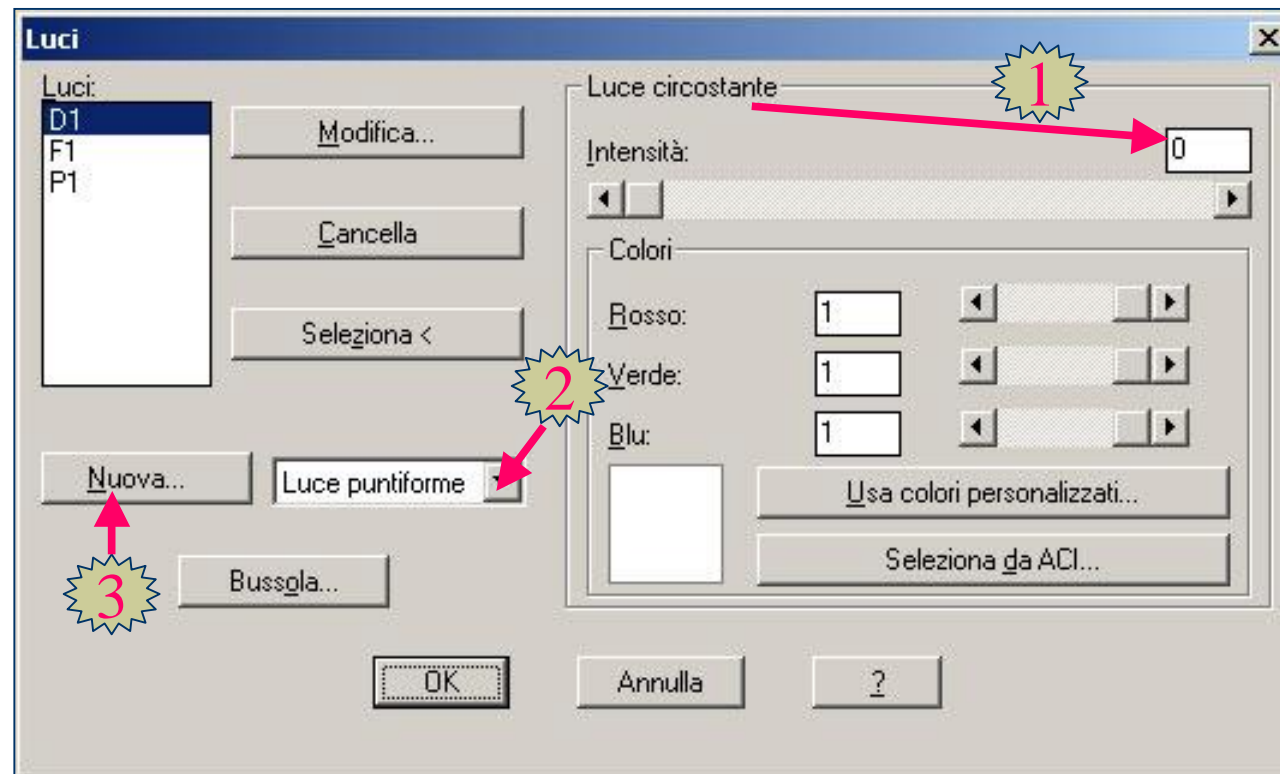 Luci
Luci:
D1
F1
P1
Modifica...
Cancella
Seleziona <
Nuova...
Luce puntiforme
Bussola...
Luce circostante
1
Intensità:
0
Colori
Rosso:
1
Verde:
1
Blu:
1
2
3
Usa colori personalizzati...
Seleziona da ACI...
OK
Annulla
?